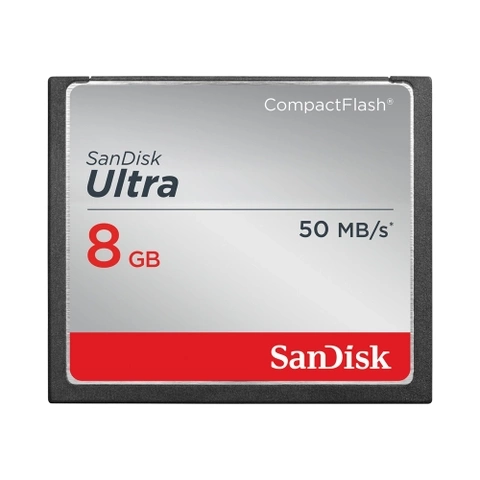 CompactFlash®
SanDisk
Ultra
50 MB/s*
8 GB
SanDisk